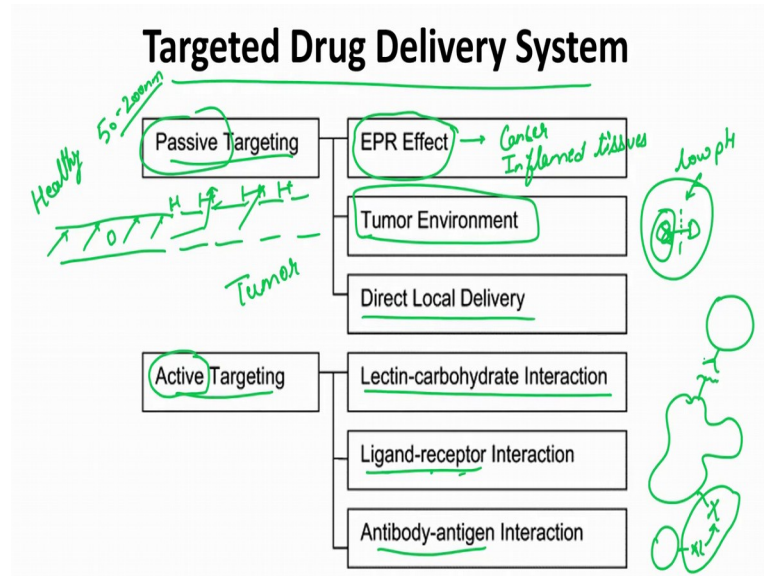 Targeted Drug Delivery System
50-200nm
Healthy
Passive Targeting
EPR Effect → Cancer
Inflamed tissues
low pH
Tumor Environment
Tumor
Direct Local Delivery
Active Targeting
Lectin-carbohydrate Interaction
Ligand-receptor Interaction
Antibody-antigen Interaction